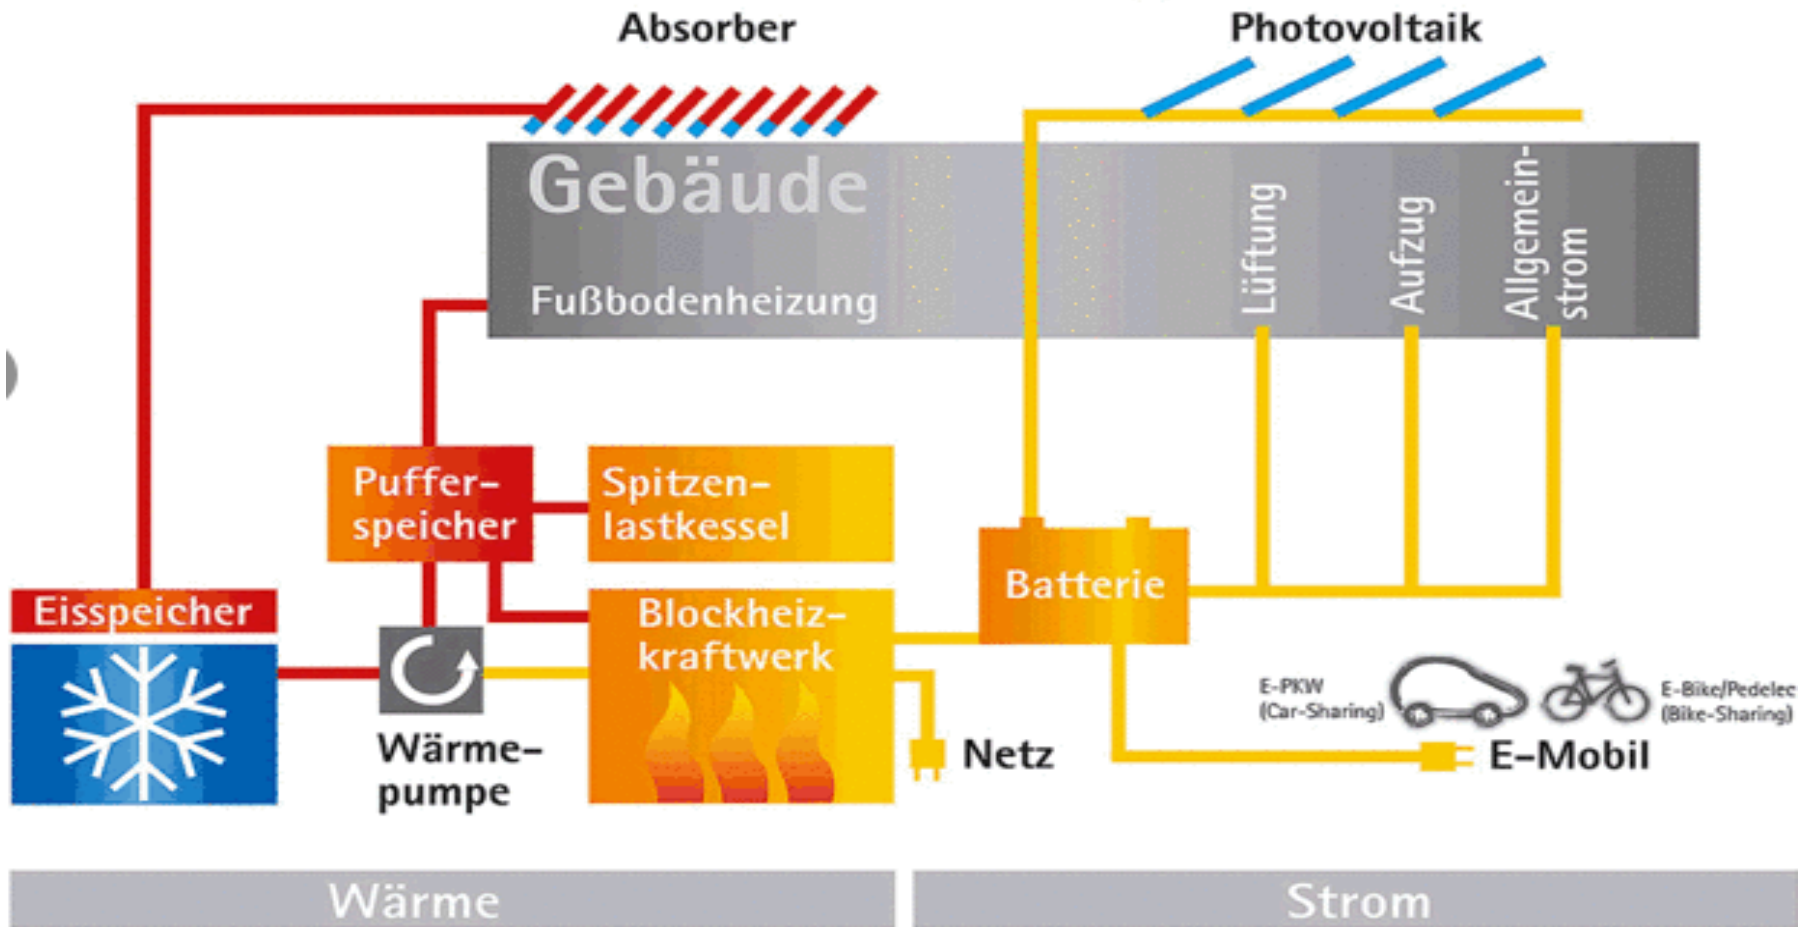 Absorber
Photovoltaik
Gebäude
Fußbodenheizung
Lüftung
Aufzug
Allgemein-
strom
Puffer-
speicher
Spitzen-
lastkessel
Eisspeicher
Blockheiz-
kraftwerk
Batterie
Wärme-
pumpe
Netz
E-PKW
(Car-Sharing)
E-Bike/Pedelec
(Bike-Sharing)
E-Mobil
Wärme
Strom